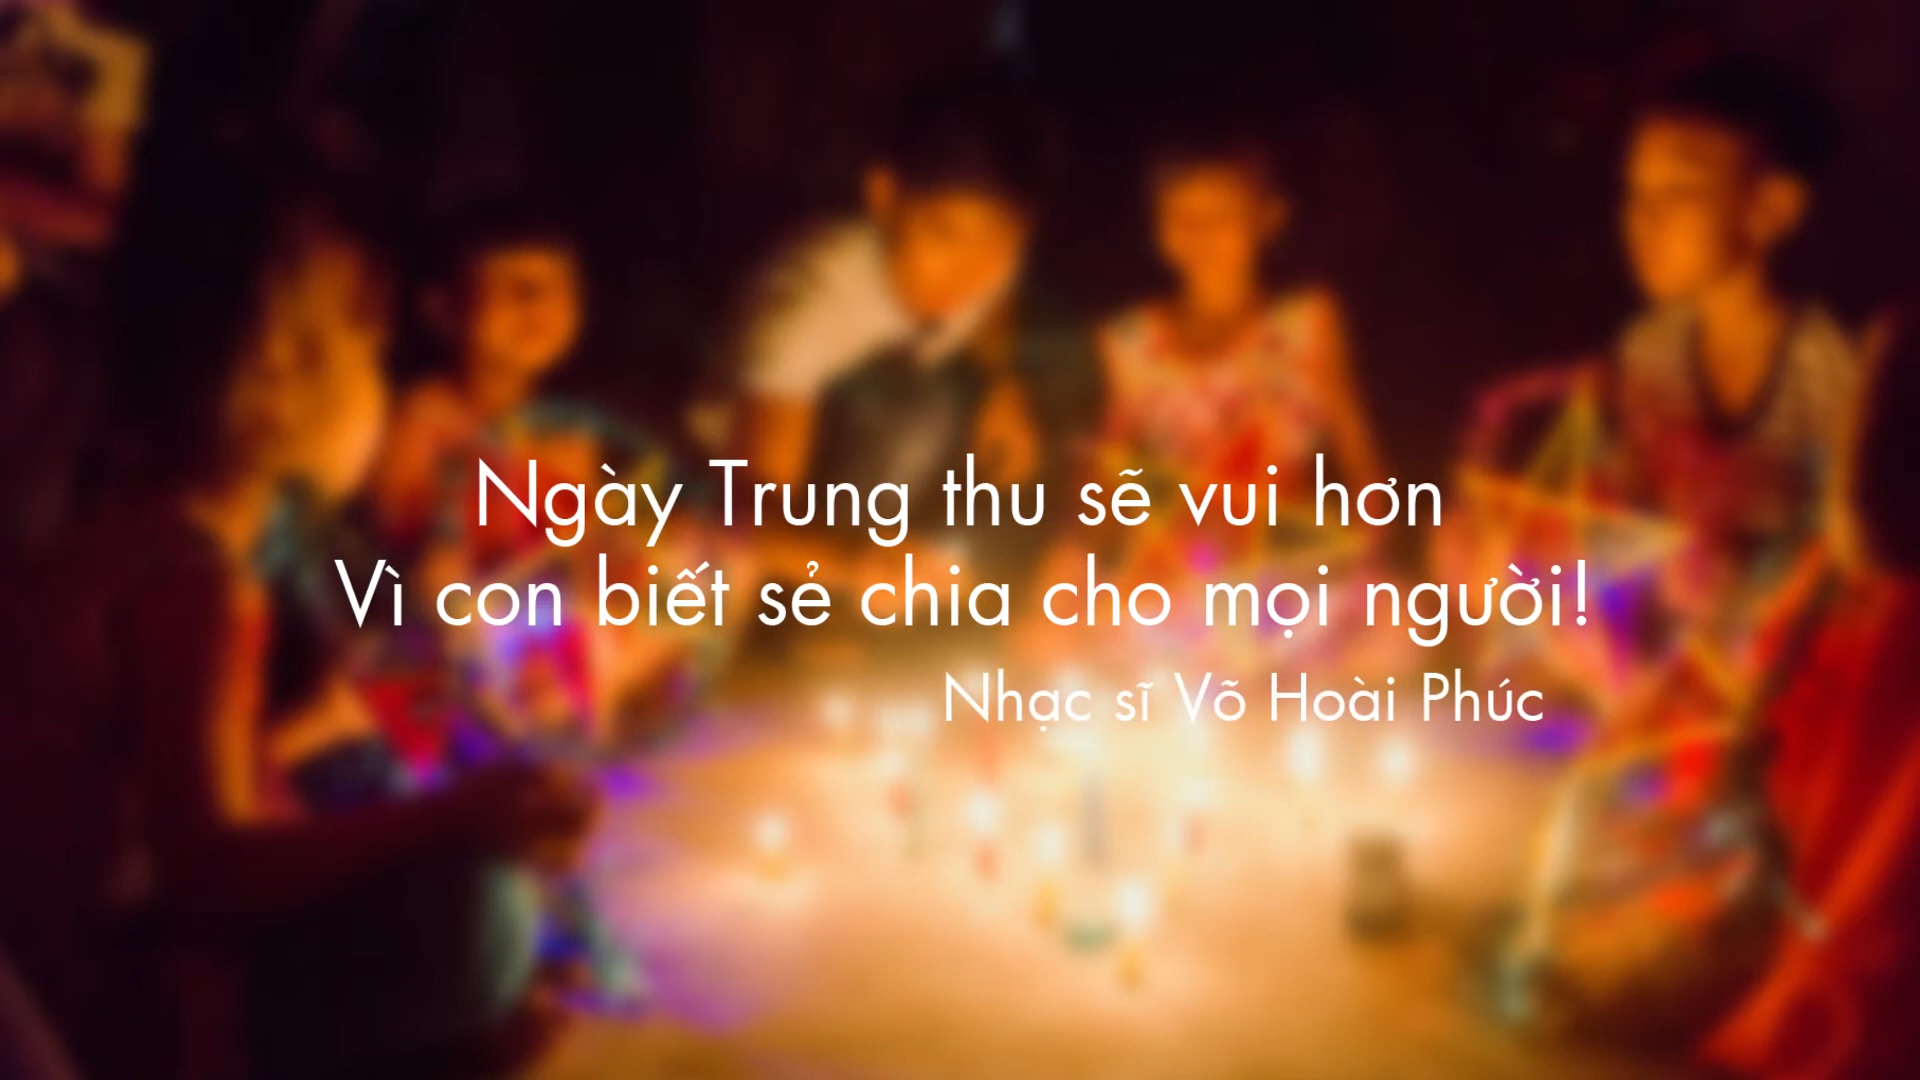 Ngày Trung thu sẽ vui hơn
Vì con biết sẻ chia cho mọi người!
Nhạc sĩ Võ Hoài Phúc